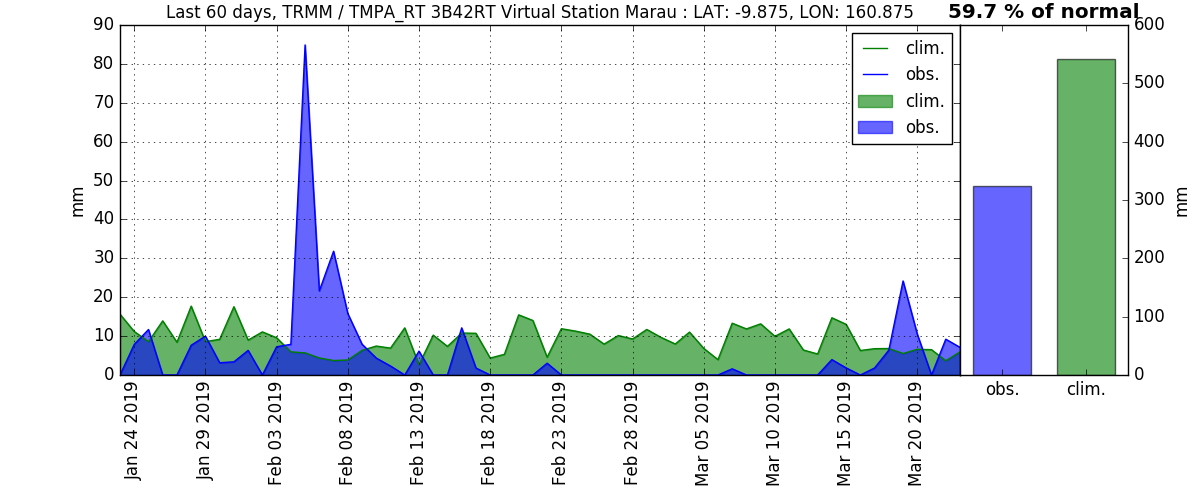 Last 60 days, TRMM / TMPA_RT 3B42RT Virtual Station Marau : LAT: -9.875, LON: 160.875
59.7 % of normal
90
80
70
60
50
40
30
20
10
0
mm
clim.
obs.
clim.
obs.
Jan 24 2019
Jan 29 2019
Feb 03 2019
Feb 08 2019
Feb 13 2019
Feb 18 2019
Feb 23 2019
Feb 28 2019
Mar 05 2019
Mar 10 2019
Mar 15 2019
Mar 20 2019
600
500
400
300
200
100
0
mm
obs.
clim.